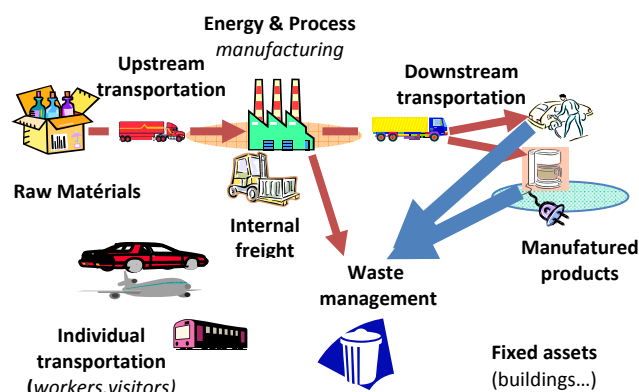 Energy & Process
manufacturing
Upstream
transportation
Downstream
transportation
Raw Matérials
Internal
freight
Manufatured
products
Waste
management
Individual
transportation
(workers,visitors)
Fixed assets
(buildings…)